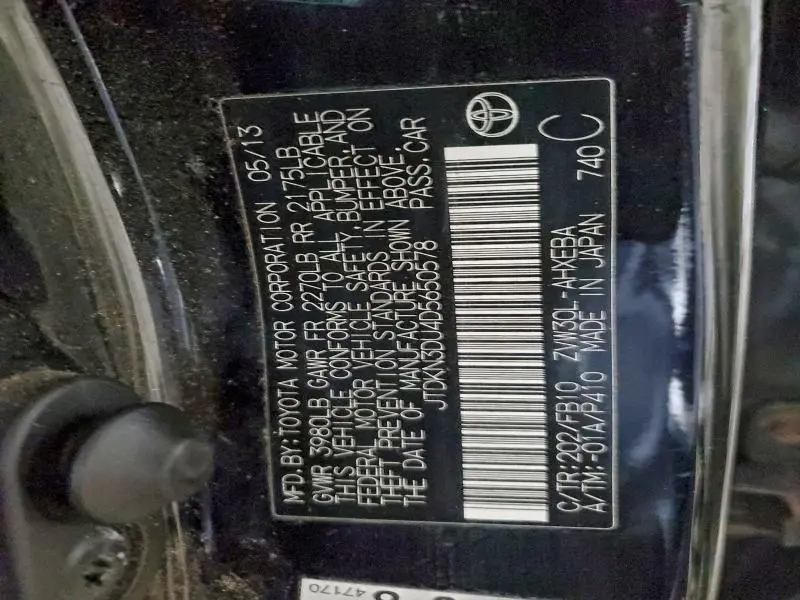 MFD.BY:TOYOTA MOTOR CORPORATION 05/13
GVWR 3980LB GAWR FR 2270LB RR 2175LB
THIS VEHICLE CONFORMS TO ALL APPLICABLE
FEDERAL MOTOR VEHICLE SAFETY,BUMPER,AND
THEFT PREVENTION STANDARDS IN EFFECT ON
THE DATE OF MANUFACTURE SHOWN ABOVE.
JTDKN3DU4D5650578 PASS.CAR
C/TR:202/FB10 ZVW30L-AHXEBA
A/TM:-01A/P410 MADE IN JAPAN 740 C
47170